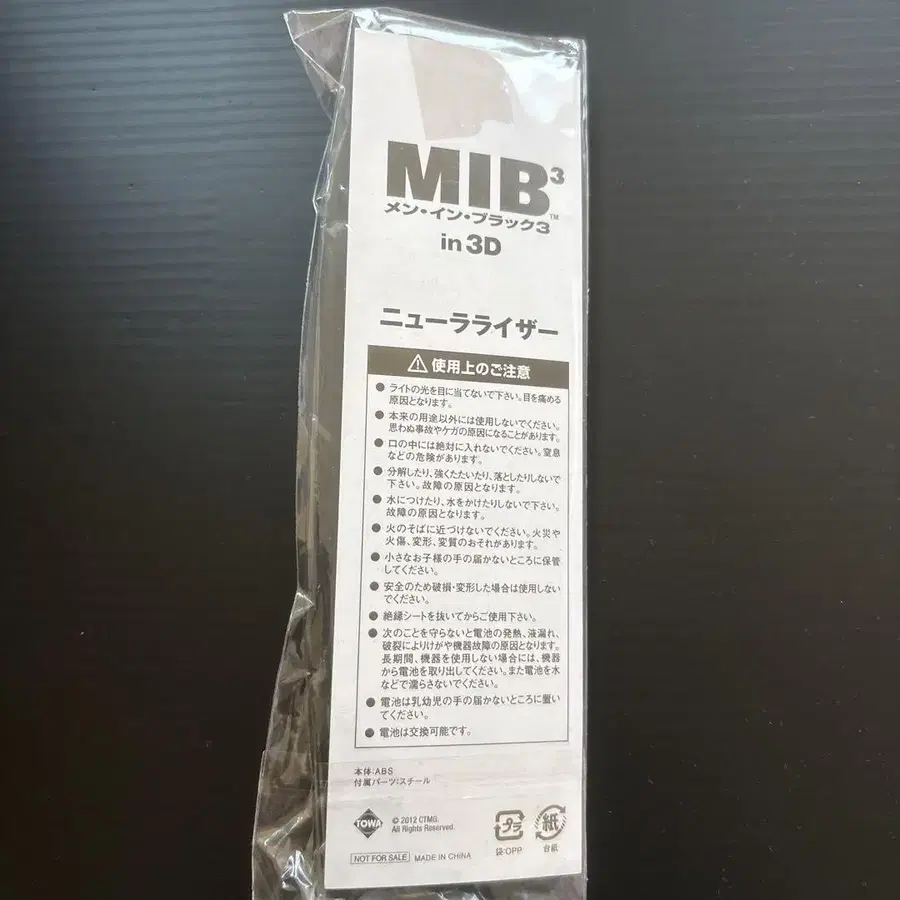 MIB³™
メン・イン・ブラック3
in 3D
ニューラライザー
⚠ 使用上のご注意
● ライトの光を目に当てないで下さい。目を痛める
原因となります。
● 本来の用途以外には使用しないでください。
思わぬ事故やケガの原因になることがあります。
● 口の中には絶対に入れないでください。窒息
などの危険があります。
● 分解したり、強くたたいたり、落としたりしないで
下さい。故障の原因となります。
● 水につけたり、水をかけたりしないで下さい。
故障の原因となります。
● 火のそばに近づけないでください。火災や
火傷、変形、変質のおそれがあります。
● 小さなお子様の手の届かないところに保管
してください。
● 安全のため破損・変形した場合は使用しない
でください。
● 絶縁シートを抜いてからご使用下さい。
● 次のことを守らないと電池の発熱、液漏れ、
破裂によりけがや機器故障の原因となります。
長期間、機器を使用しない場合には、機器
から電池を取り出してください。また電池を水
などで濡らさないでください。
● 電池は乳幼児の手の届かないところに置い
てください。
● 電池は交換可能です。
本体:ABS
付属パーツ:スチール
TOWA
© 2012 CTMG.
All Rights Reserved.
プラ
袋:OPP
紙
台紙
NOT FOR SALE MADE IN CHINA